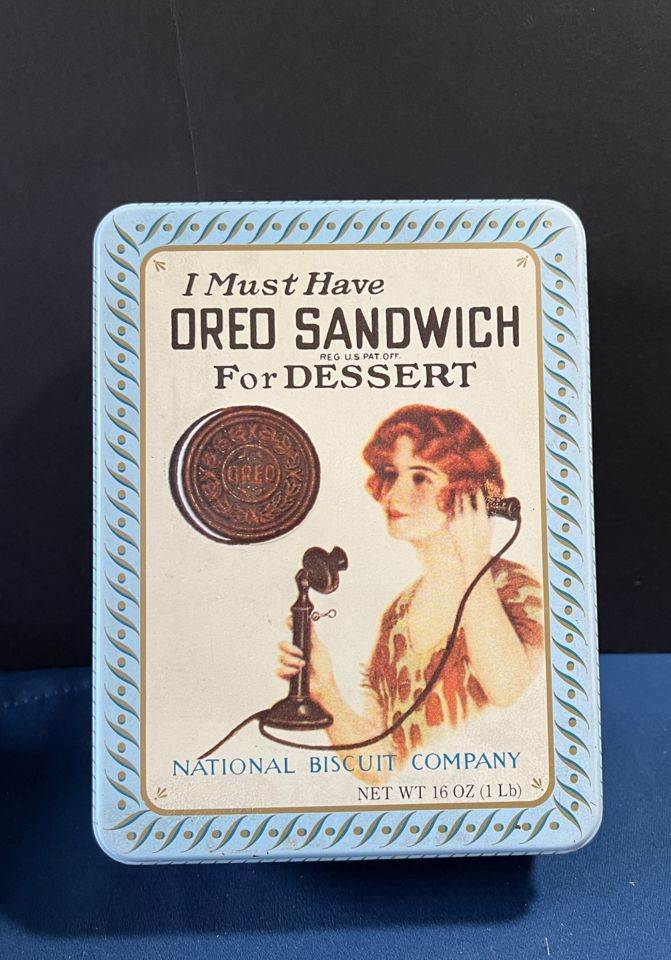 I Must Have
OREO SANDWICH
REG. U.S. PAT. OFF.
For DESSERT
OREO
NATIONAL BISCUIT COMPANY
NET WT 16 OZ (1 Lb)